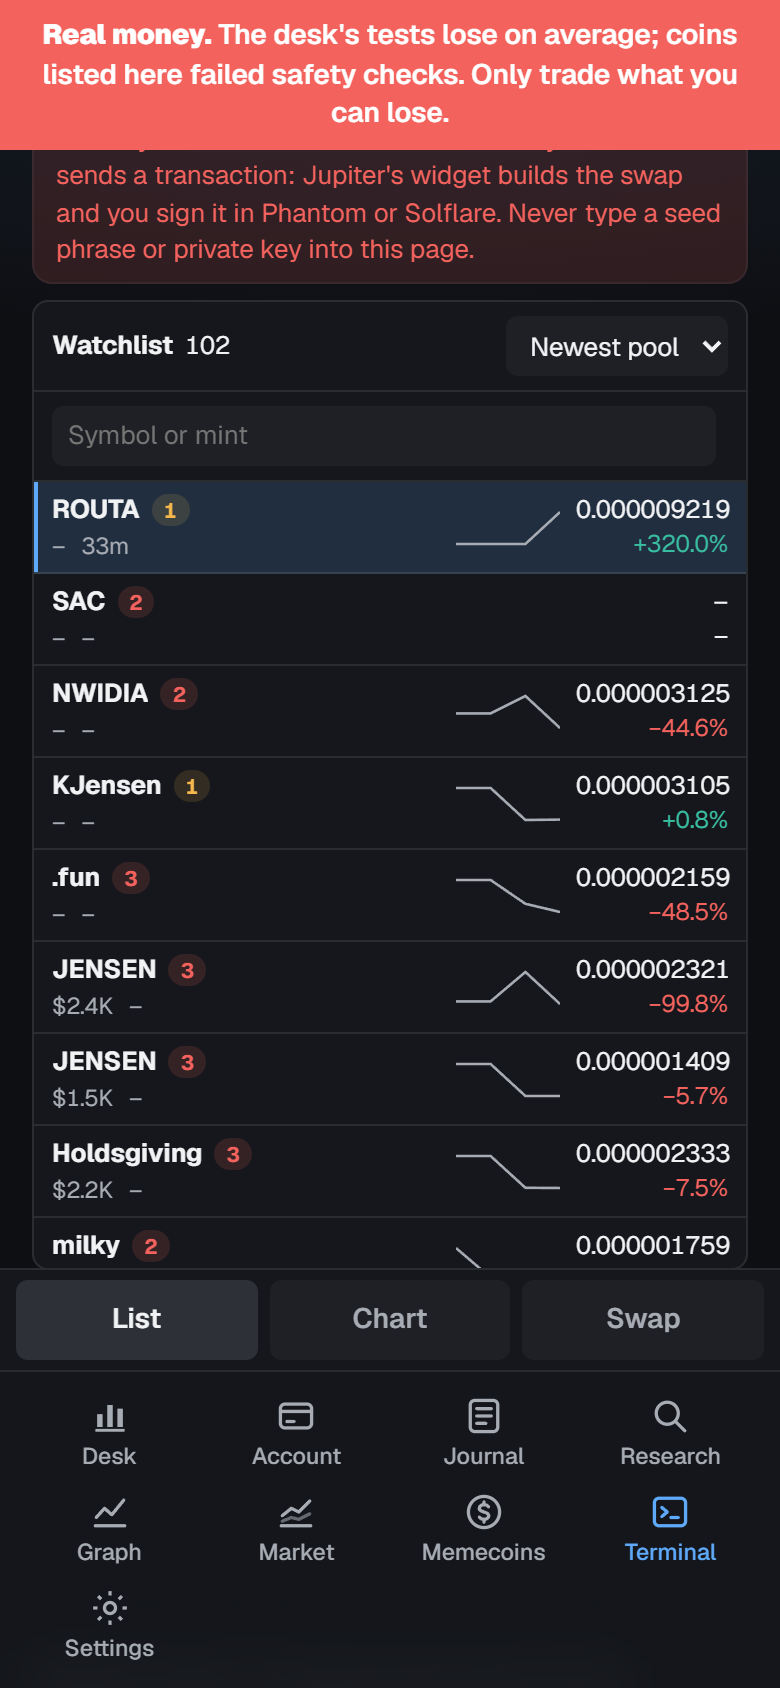 Real money. The desk's tests lose on average; coins
listed here failed safety checks. Only trade what you
can lose.
sends a transaction: Jupiter's widget builds the swap
and you sign it in Phantom or Solflare. Never type a seed
phrase or private key into this page.
Watchlist 102
Newest pool
Symbol or mint
ROUTA 1 0.000009219
– 33m +320.0%
SAC 2 –
– – –
NWIDIA 2 0.000003125
– – −44.6%
KJensen 1 0.000003105
– – +0.8%
.fun 3 0.000002159
– – −48.5%
JENSEN 3 0.000002321
$2.4K – −99.8%
JENSEN 3 0.000001409
$1.5K – −5.7%
Holdsgiving 3 0.000002333
$2.2K – −7.5%
milky 2 0.000001759
List Chart Swap
Desk Account Journal Research
Graph Market Memecoins Terminal
Settings